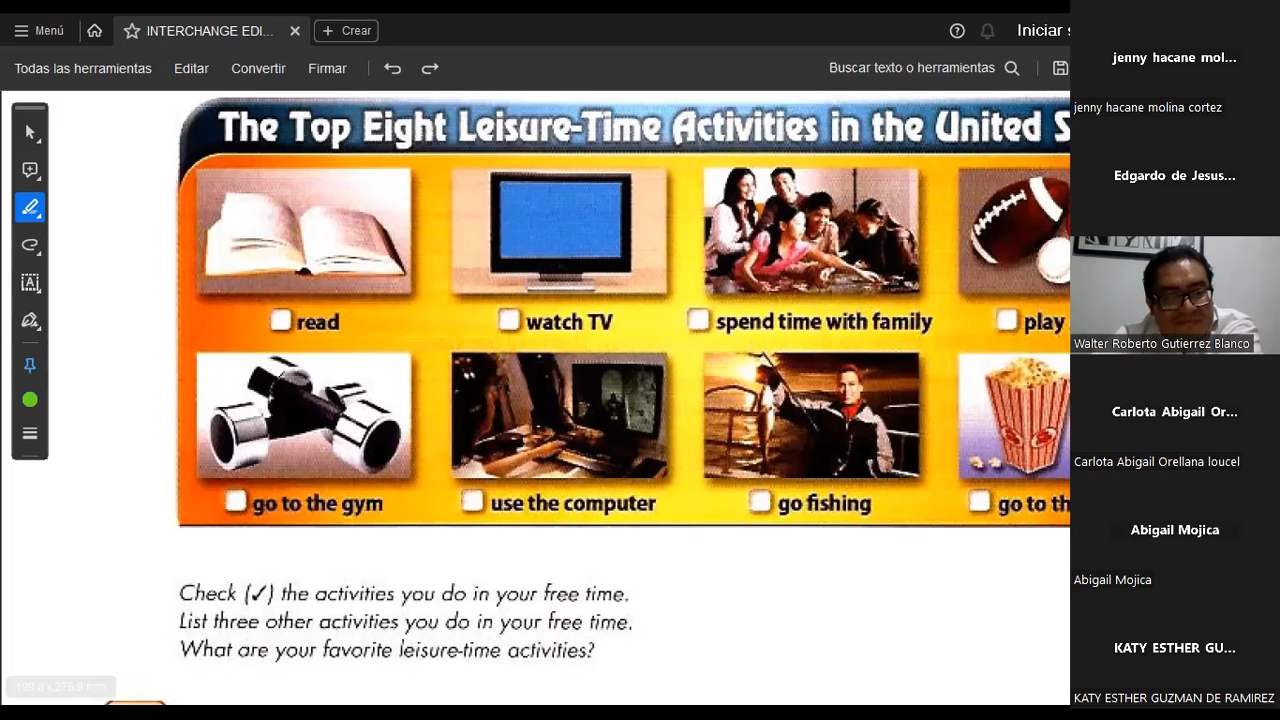 Menú
INTERCHANGE EDI...
Crear
Iniciar s
Todas las herramientas
Editar
Convertir
Firmar
Buscar texto o herramientas
The Top Eight Leisure-Time Activities in the United S
read
watch TV
spend time with family
play
go to the gym
use the computer
go fishing
go to th
Check (✓) the activities you do in your free time.
List three other activities you do in your free time.
What are your favorite leisure-time activities?
jenny hacane mol...
jenny hacane molina cortez
Edgardo de Jesus...
Walter Roberto Gutierrez Blanco
Carlota Abigail Or...
Carlota Abigail Orellana loucel
Abigail Mojica
Abigail Mojica
KATY ESTHER GU...
KATY ESTHER GUZMAN DE RAMIREZ